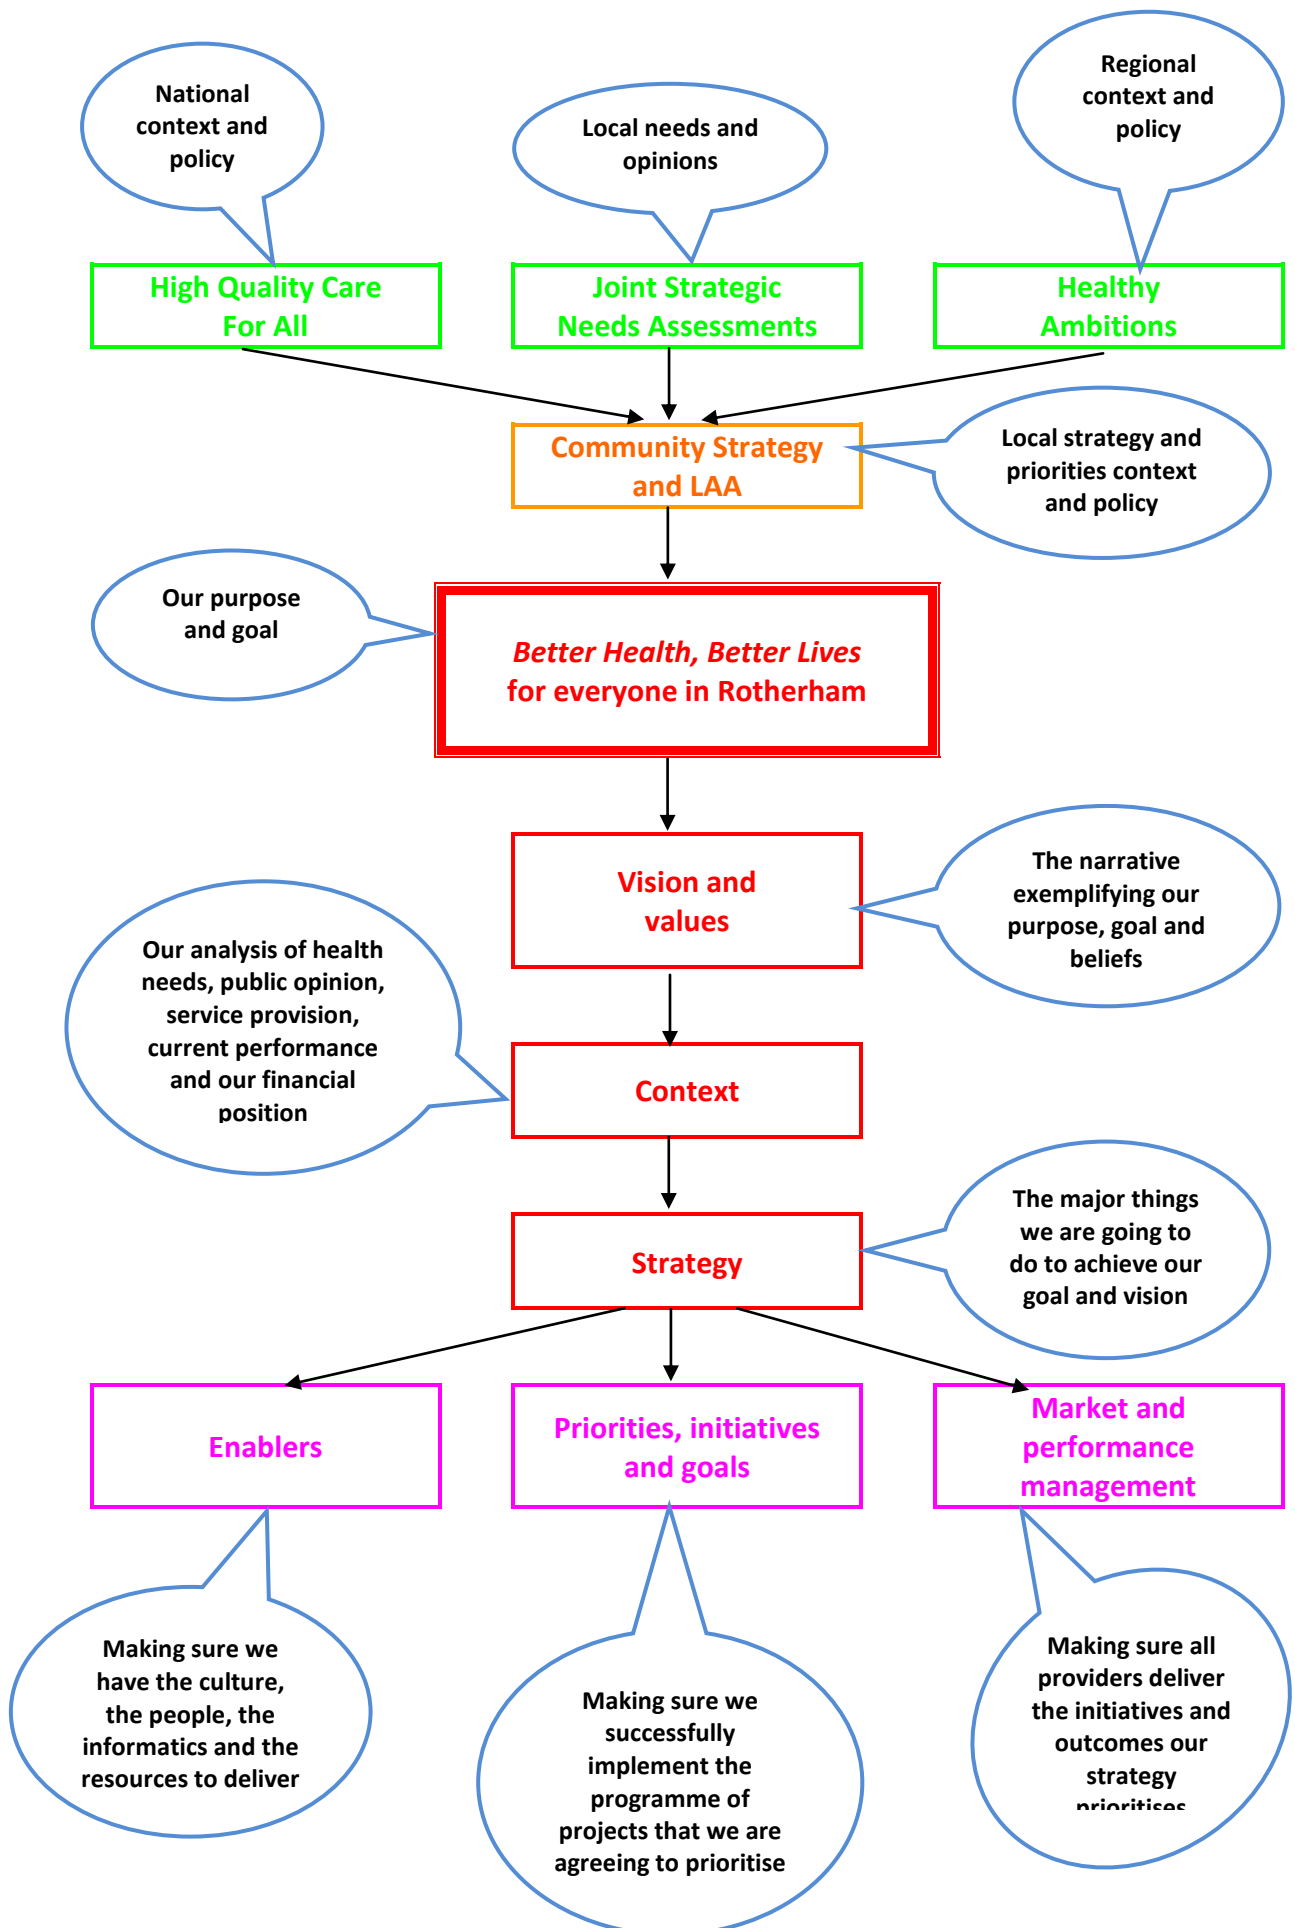 National
context and
policy
Local needs and
opinions
Regional
context and
policy
High Quality Care
For All
Joint Strategic
Needs Assessments
Healthy
Ambitions
Community Strategy
and LAA
Local strategy and
priorities context
and policy
Our purpose
and goal
Better Health, Better Lives
for everyone in Rotherham
Vision and
values
The narrative
exemplifying our
purpose, goal and
beliefs
Our analysis of health
needs, public opinion,
service provision,
current performance
and our financial
position
Context
Strategy
The major things
we are going to
do to achieve our
goal and vision
Enablers
Priorities, initiatives
and goals
Market and
performance
management
Making sure we
have the culture,
the people, the
informatics and the
resources to deliver
Making sure we
successfully
implement the
programme of
projects that we are
agreeing to prioritise
Making sure all
providers deliver
the initiatives and
outcomes our
strategy
prioritises